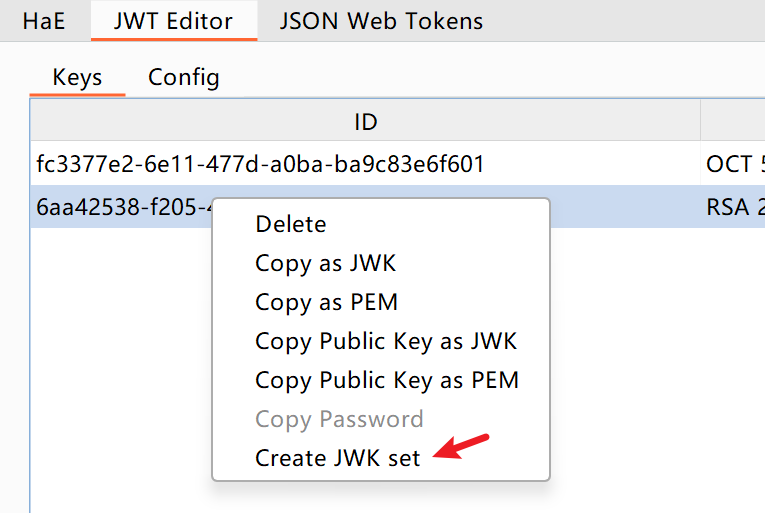 HaE JWT Editor JSON Web Tokens
Keys Config
ID
fc3377e2-6e11-477d-a0ba-ba9c83e6f601 OCT
6aa42538-f205- RSA 2
Delete
Copy as JWK
Copy as PEM
Copy Public Key as JWK
Copy Public Key as PEM
Copy Password
Create JWK set